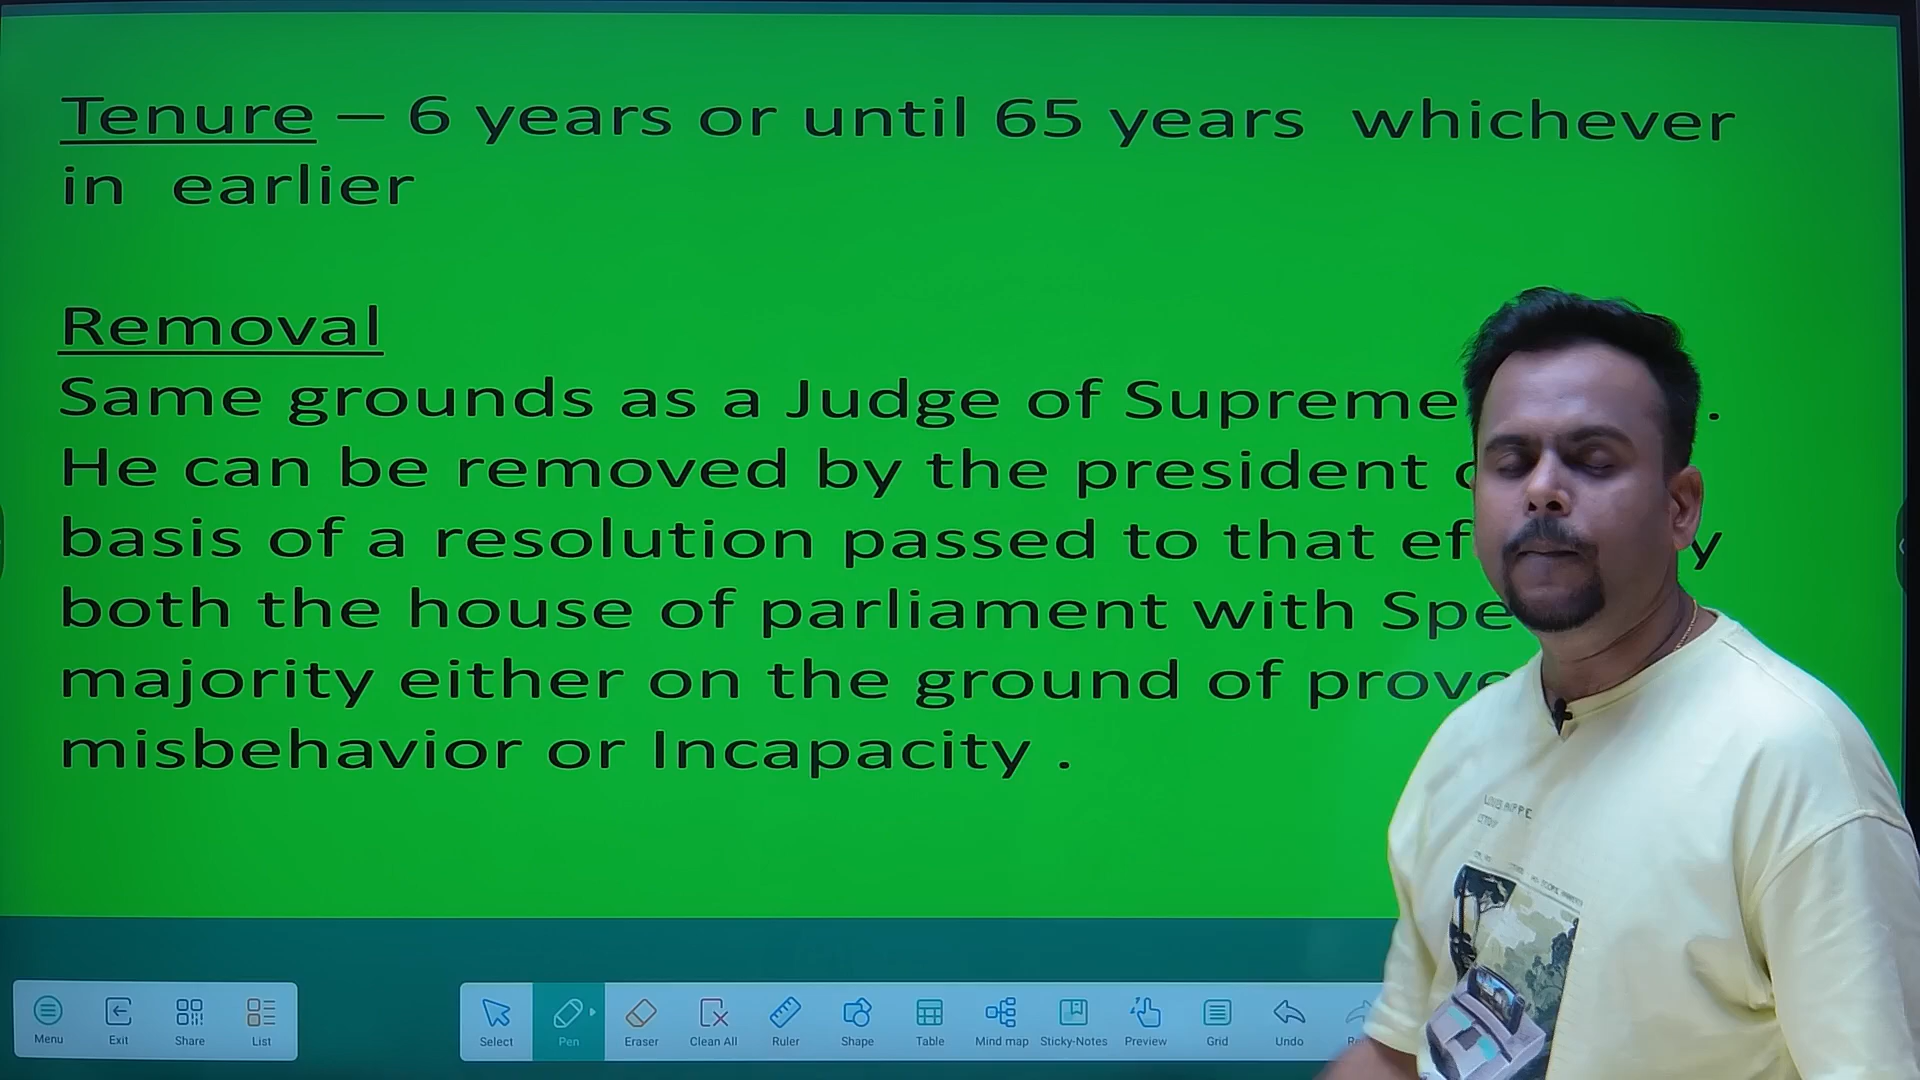 Tenure – 6 years or until 65 years whichever
in earlier
Removal
Same grounds as a Judge of Supreme .
He can be removed by the president
basis of a resolution passed to that
both the house of parliament with
majority either on the ground of
misbehavior or Incapacity .
Menu Exit Share List Select Pen Eraser Clean All Ruler Shape Table Mind map Sticky-Notes Preview Grid Undo